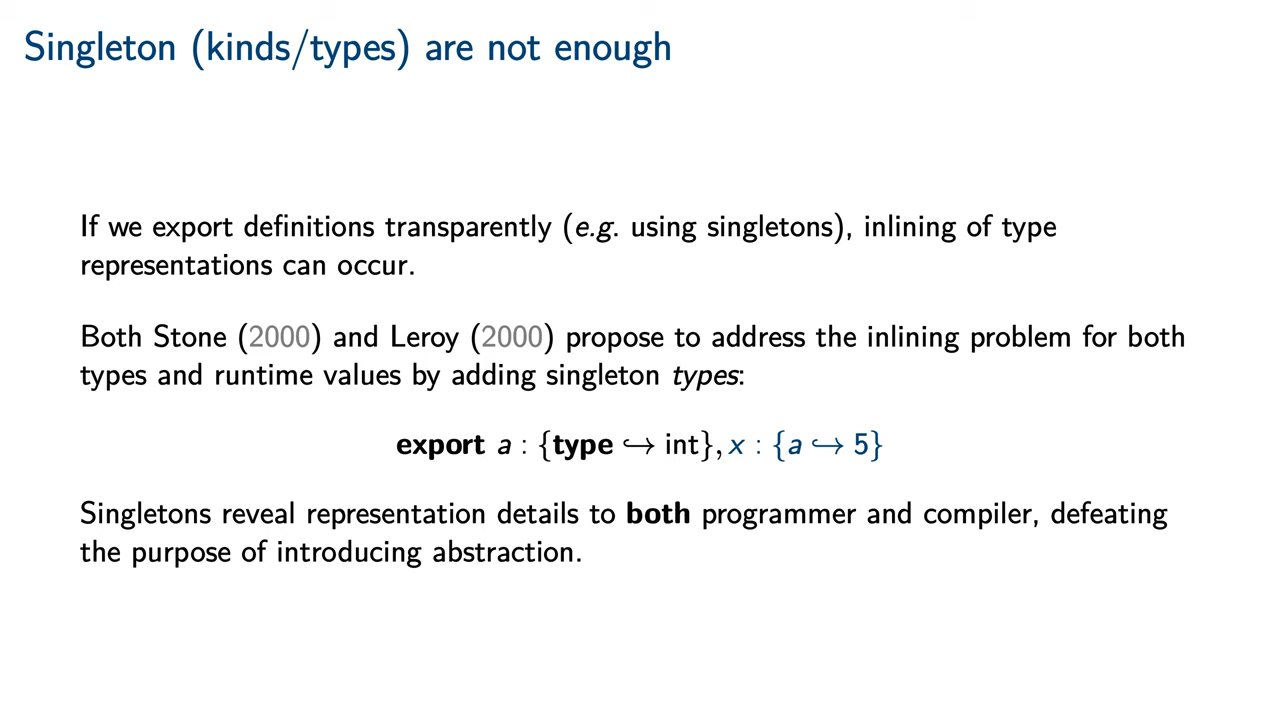 Singleton (kinds/types) are not enough
If we export definitions transparently (e.g. using singletons), inlining of type
representations can occur.
Both Stone (2000) and Leroy (2000) propose to address the inlining problem for both
types and runtime values by adding singleton types:
export a : {type ↪ int}, x : {a ↪ 5}
Singletons reveal representation details to both programmer and compiler, defeating
the purpose of introducing abstraction.